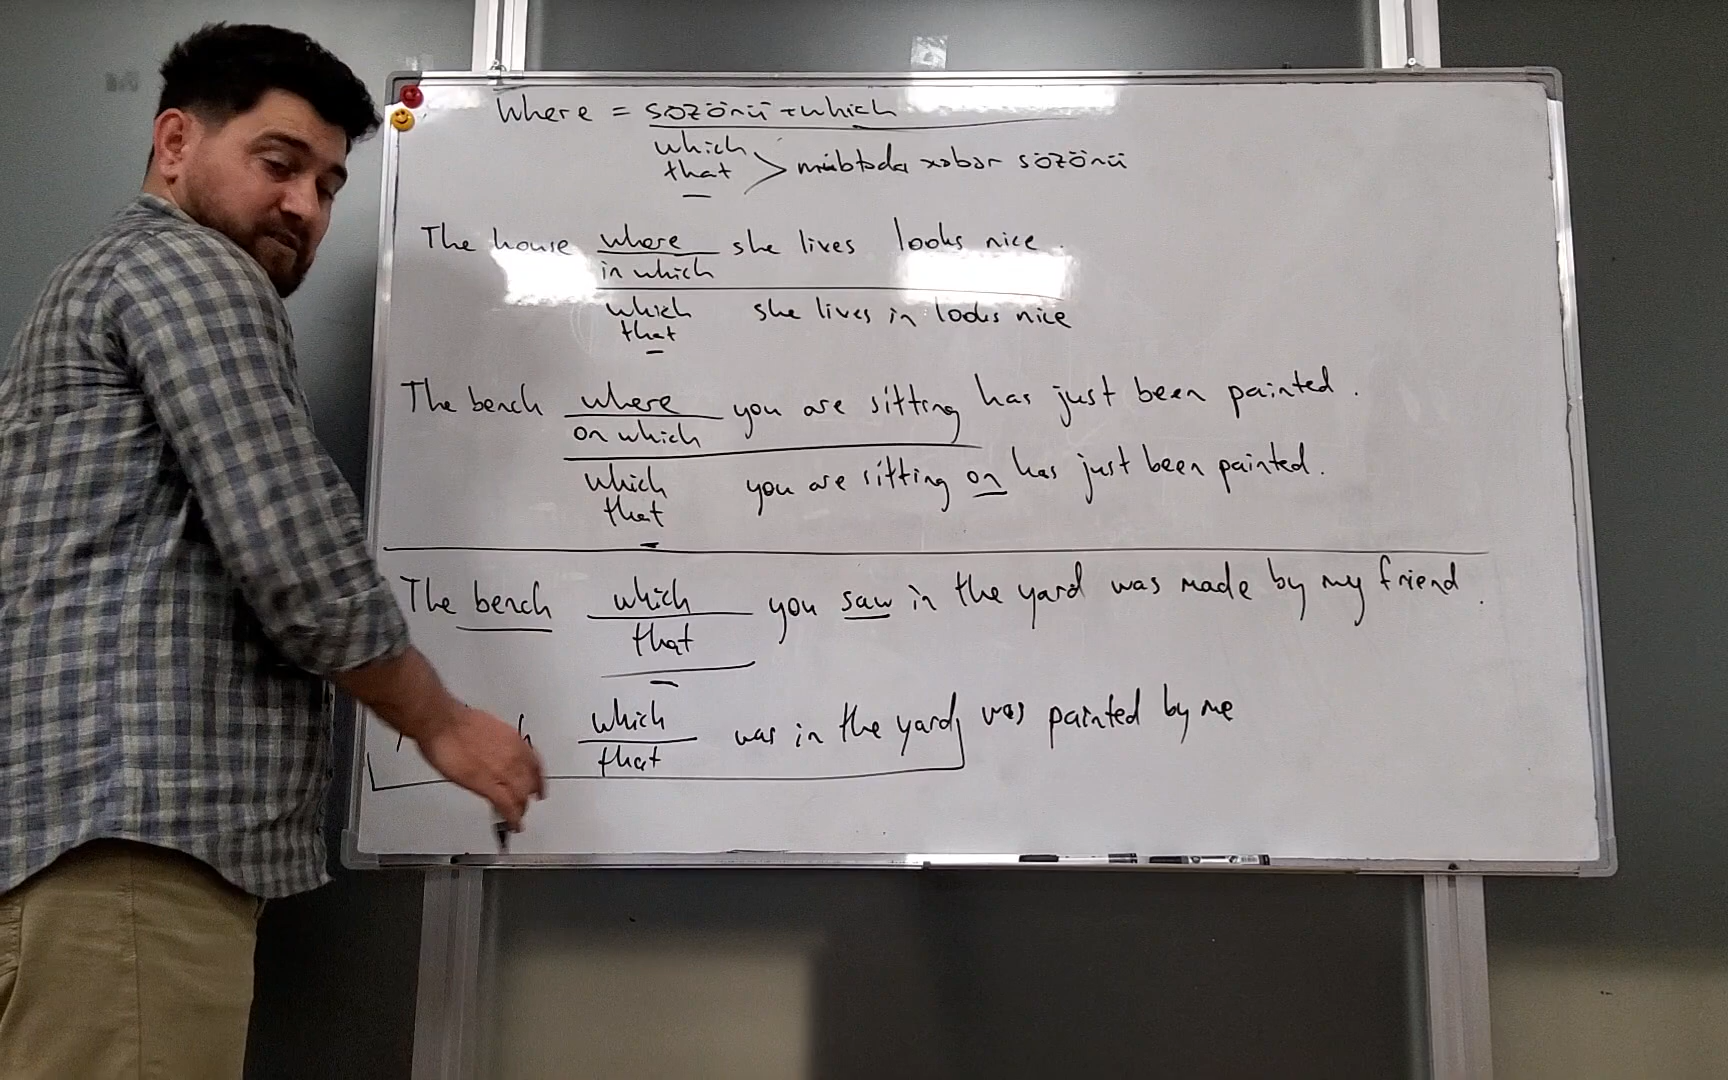 Where = sözönü + which
which
that > mübtəda xəbər sözönü
—
The house where she lives looks nice.
in which
which she lives in looks nice
that
—
The bench where you are sitting has just been painted.
on which
which you are sitting on has just been painted.
that
—
The bench which you saw in the yard was made by my friend.
that
—
which was in the yard, was painted by me
that